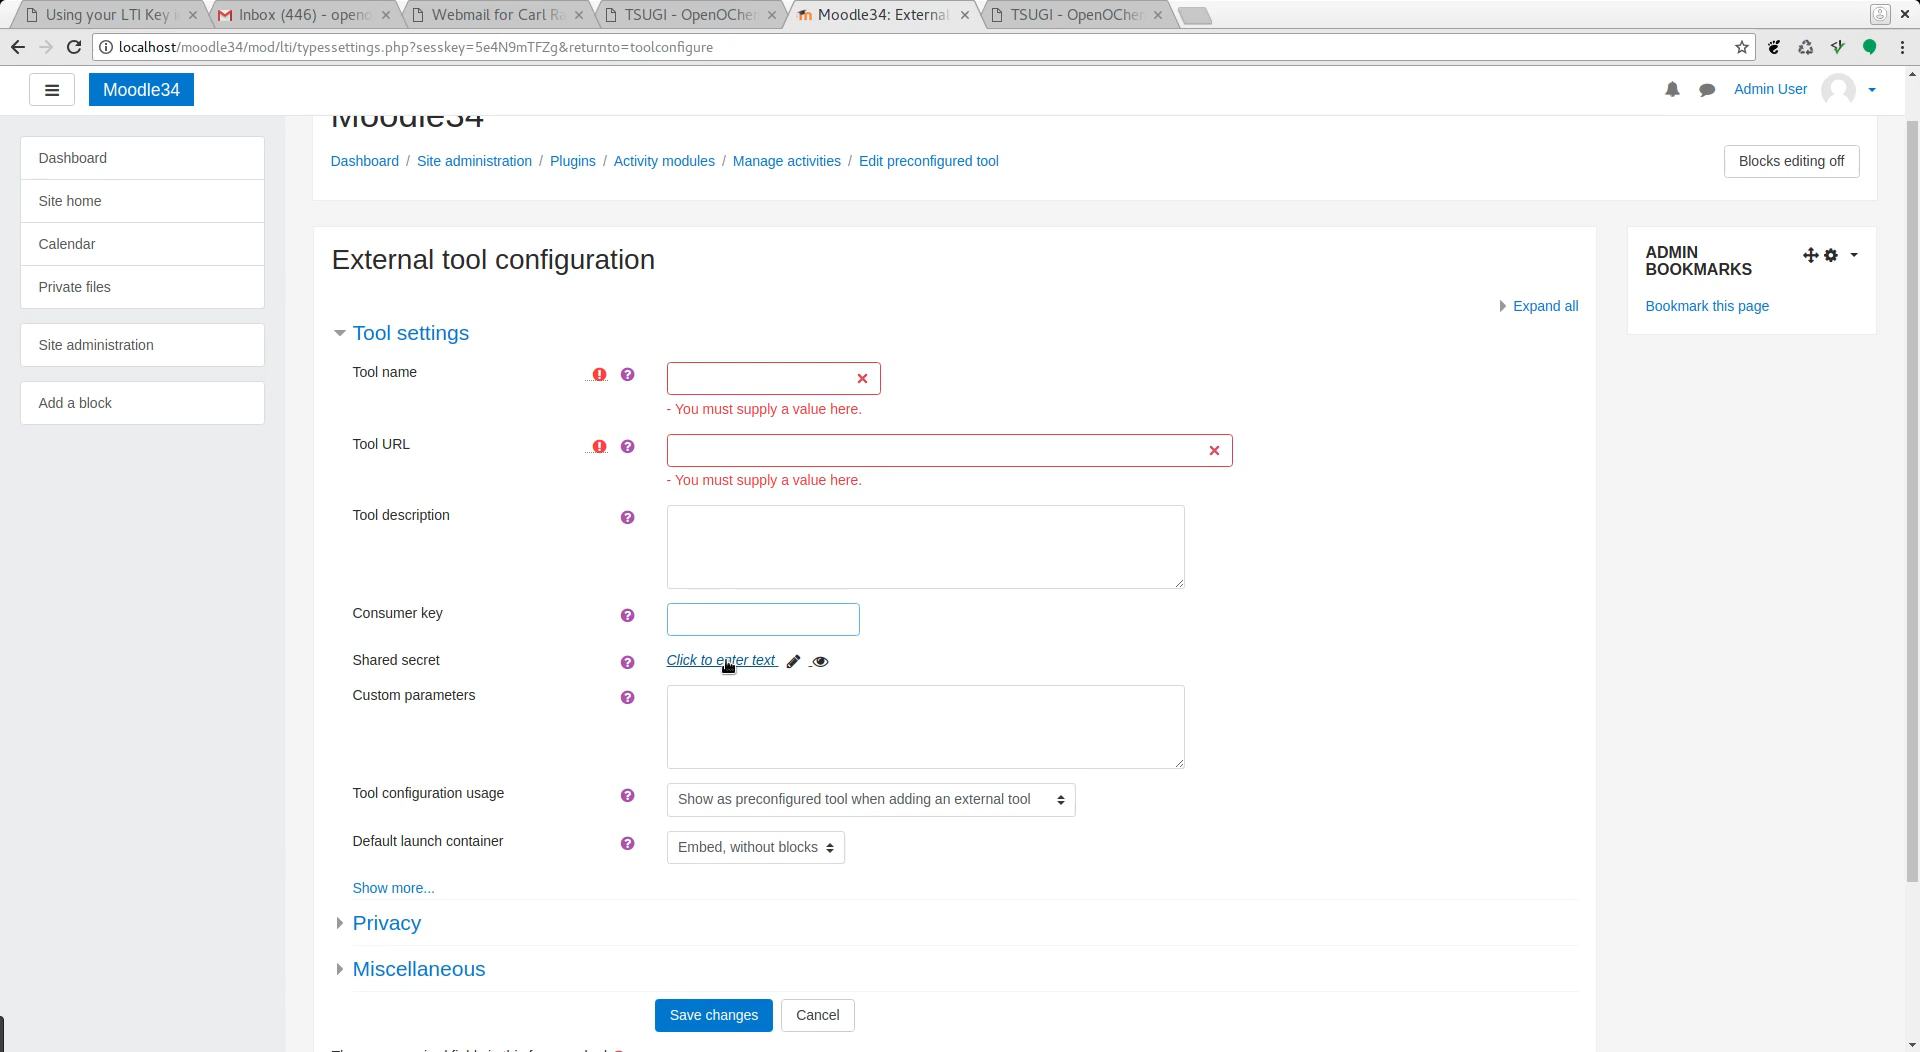 Using your LTI Key i
Inbox (446) - openo
Webmail for Carl Ra
TSUGI - OpenOChe
Moodle34: External
TSUGI - OpenOChe
localhost/moodle34/mod/lti/typessettings.php?sesskey=5e4N9mTFZg&returnto=toolconfigure
Moodle34
Admin User
Moodle34
Dashboard / Site administration / Plugins / Activity modules / Manage activities / Edit preconfigured tool
Blocks editing off
Dashboard
Site home
Calendar
Private files
Site administration
Add a block
External tool configuration
Expand all
Tool settings
Tool name
- You must supply a value here.
Tool URL
- You must supply a value here.
Tool description
Consumer key
Shared secret
Click to enter text
Custom parameters
Tool configuration usage
Show as preconfigured tool when adding an external tool
Default launch container
Embed, without blocks
Show more...
Privacy
Miscellaneous
Save changes
Cancel
ADMIN
BOOKMARKS
Bookmark this page